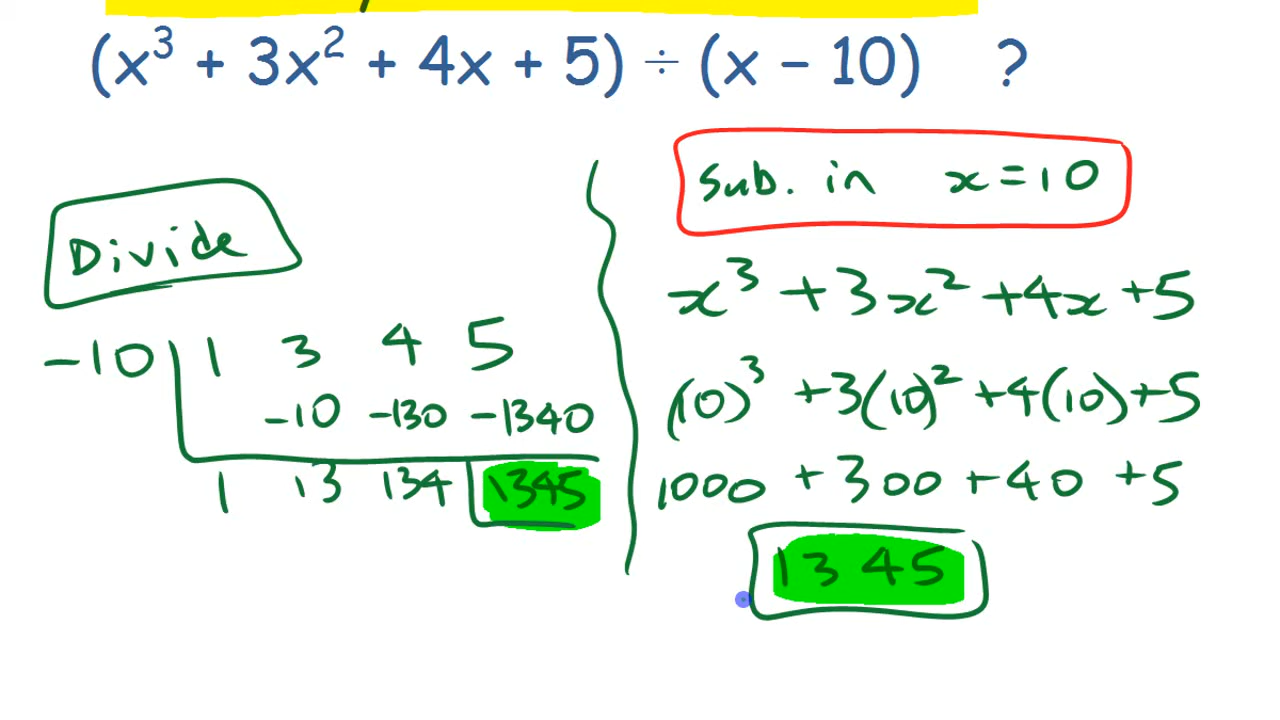 (x³ + 3x² + 4x + 5) ÷ (x − 10) ?
Divide
-10 1 3 4 5
-10 -130 -1340
1 13 134 1345
Sub. in x = 10
x³ + 3x² + 4x + 5
(10)³ + 3(10)² + 4(10) + 5
1000 + 300 + 40 + 5
1345